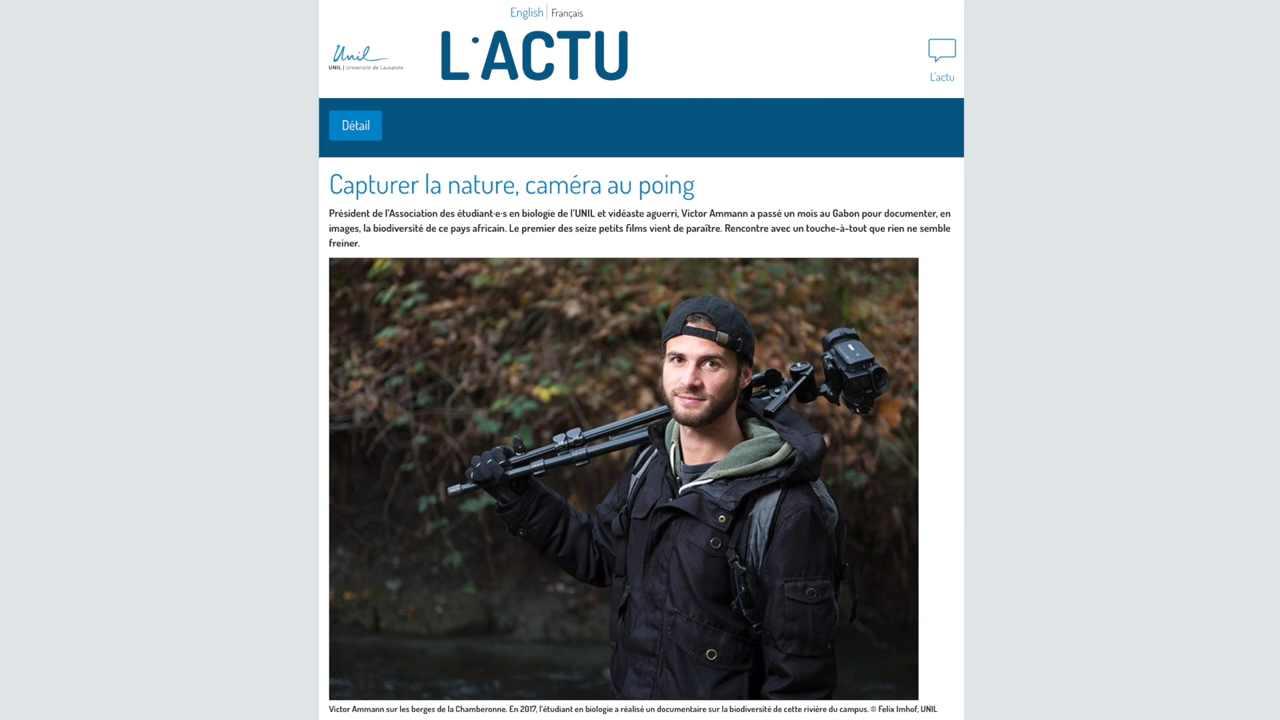 English | Français
L'ACTU
Unil
UNIL | Université de Lausanne
L'actu
Détail
Capturer la nature, caméra au poing
Président de l'Association des étudiant·e·s en biologie de l'UNIL et vidéaste aguerri, Victor Ammann a passé un mois au Gabon pour documenter, en
images, la biodiversité de ce pays africain. Le premier des seize petits films vient de paraître. Rencontre avec un touche-à-tout que rien ne semble
freiner.
Victor Ammann sur les berges de la Chamberonne. En 2017, l'étudiant en biologie a réalisé un documentaire sur la biodiversité de cette rivière du campus. © Felix Imhof, UNIL